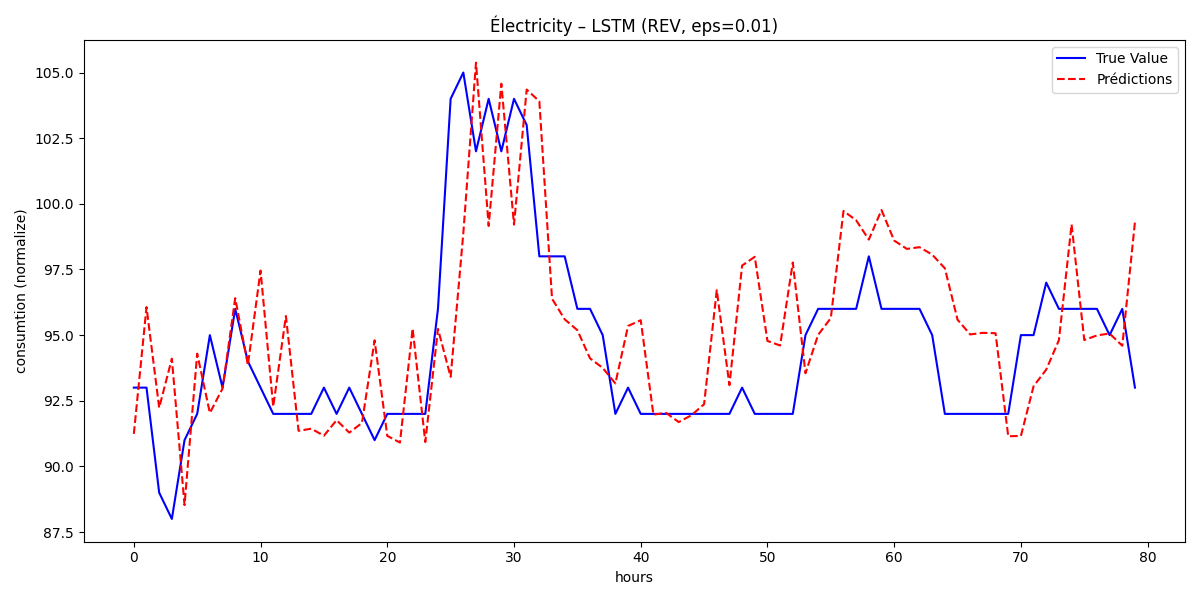 Électricity – LSTM (REV, eps=0.01)
True Value
Prédictions
consumtion (normalize)
105.0
102.5
100.0
97.5
95.0
92.5
90.0
87.5
0 10 20 30 40 50 60 70 80
hours